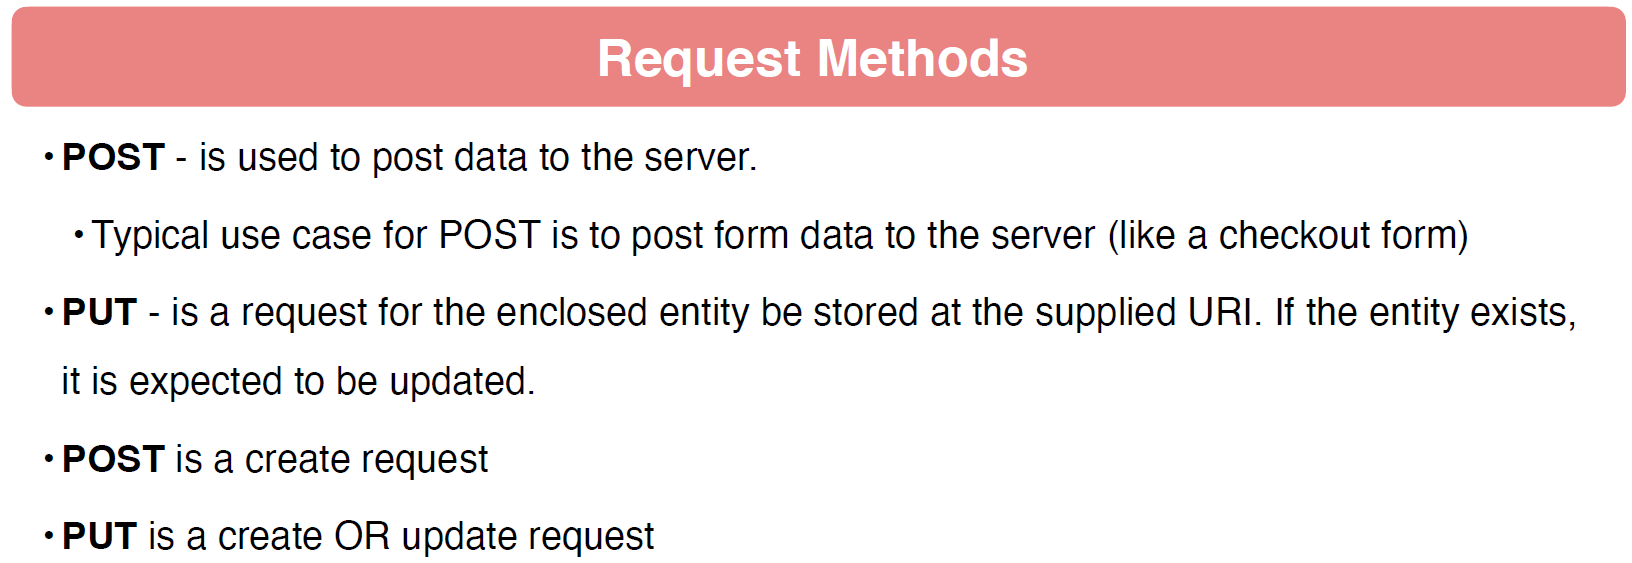 Request Methods
• POST - is used to post data to the server.
• Typical use case for POST is to post form data to the server (like a checkout form)
• PUT - is a request for the enclosed entity be stored at the supplied URI. If the entity exists,
it is expected to be updated.
• POST is a create request
• PUT is a create OR update request